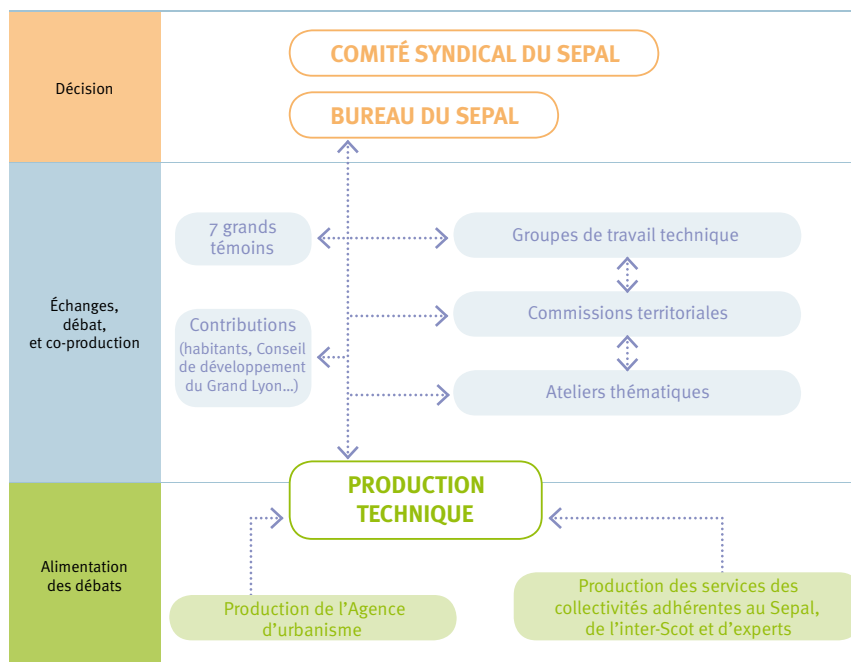 COMITÉ SYNDICAL DU SEPAL
Décision
BUREAU DU SEPAL
7 grands
témoins
Groupes de travail technique
Échanges,
débat,
et co-production
Contributions
(habitants, Conseil
de développement
du Grand Lyon...)
Commissions territoriales
Ateliers thématiques
PRODUCTION
TECHNIQUE
Alimentation
des débats
Production de l’Agence
d’urbanisme
Production des services des
collectivités adhérentes au Sepal,
de l’inter-Scot et d’experts